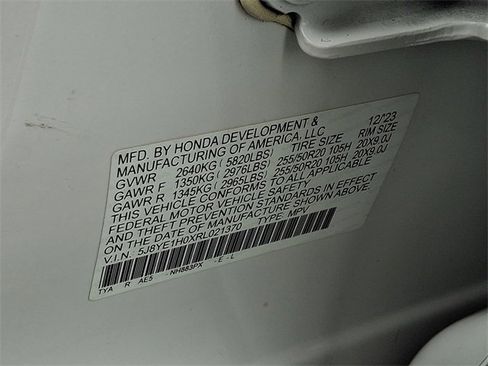 MFD. BY HONDA DEVELOPMENT & 12/23
MANUFACTURING OF AMERICA, LLC
TIRE SIZE RIM SIZE
GVWR 2640KG (5820LBS)
GAWR F 1350KG (2976LBS) 255/50R20 105H 20X9.0J
GAWR R 1345KG (2965LBS) 255/50R20 105H 20X9.0J
THIS VEHICLE CONFORMS TO ALL APPLICABLE
FEDERAL MOTOR VEHICLE SAFETY
AND THEFT PREVENTION STANDARDS IN EFFECT
ON THE DATE OF MANUFACTURE SHOWN ABOVE.
V.I.N. 5J8YE1H0XRL021370 TYPE: MPV
TYA R AE5 NH883PX -E-L